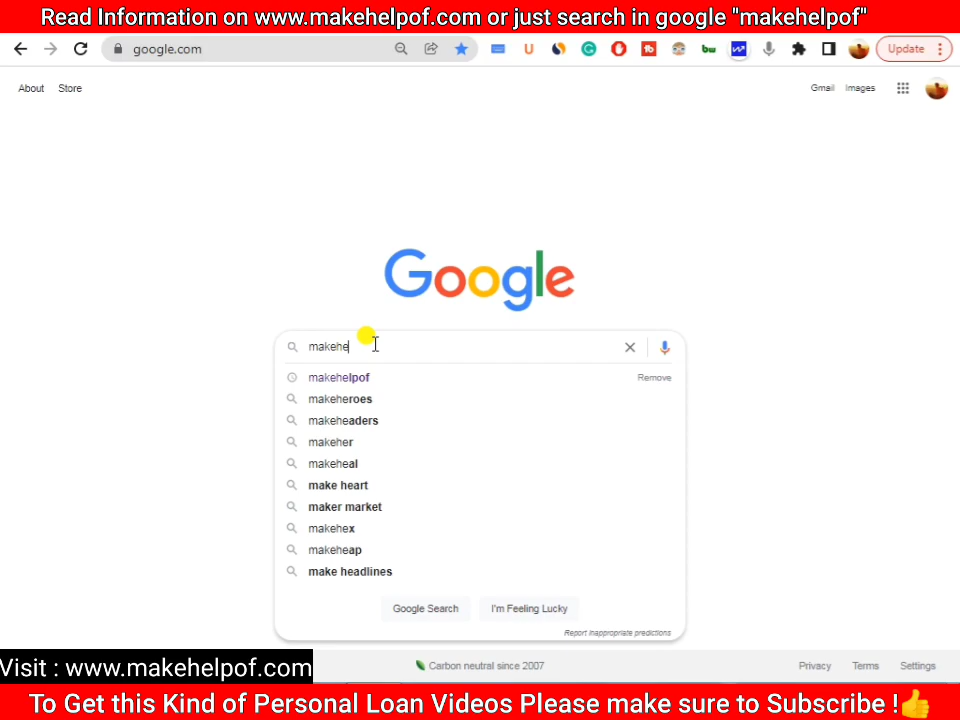 Read Information on www.makehelpof.com or just search in google "makehelpof"
google.com
Update
About Store
Gmail Images
Google
makehe
makehelpof Remove
makeheroes
makeheaders
makeher
makeheal
make heart
maker market
makehex
makeheap
make headlines
Google Search I'm Feeling Lucky
Report inappropriate predictions
Visit : www.makehelpof.com
Carbon neutral since 2007
Privacy Terms Settings
To Get this Kind of Personal Loan Videos Please make sure to Subscribe !👍